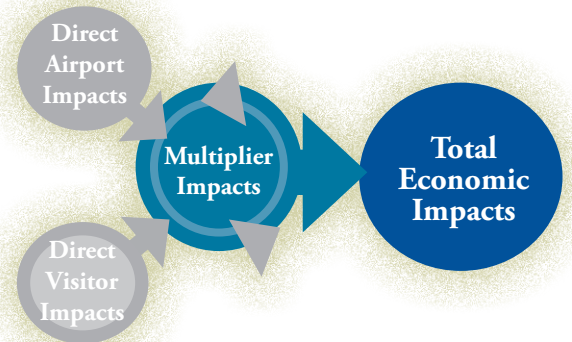 Direct
Airport
Impacts
Multiplier
Impacts
Total
Economic
Impacts
Direct
Visitor
Impacts